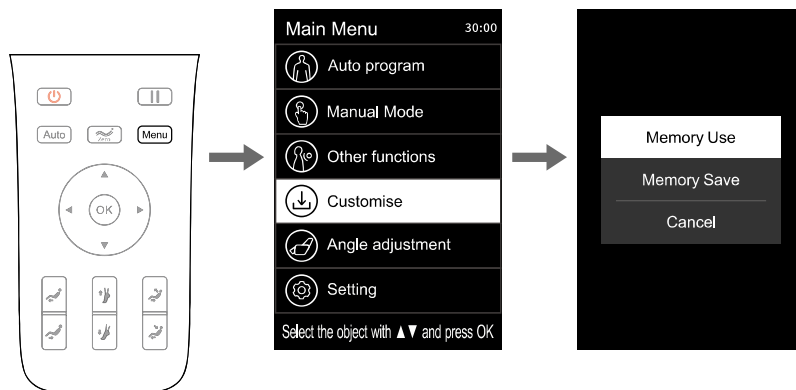 Auto
Zero
Menu
OK
Main Menu 30:00
Auto program
Manual Mode
Other functions
Customise
Angle adjustment
Setting
Select the object with ▲▼ and press OK
Memory Use
Memory Save
Cancel